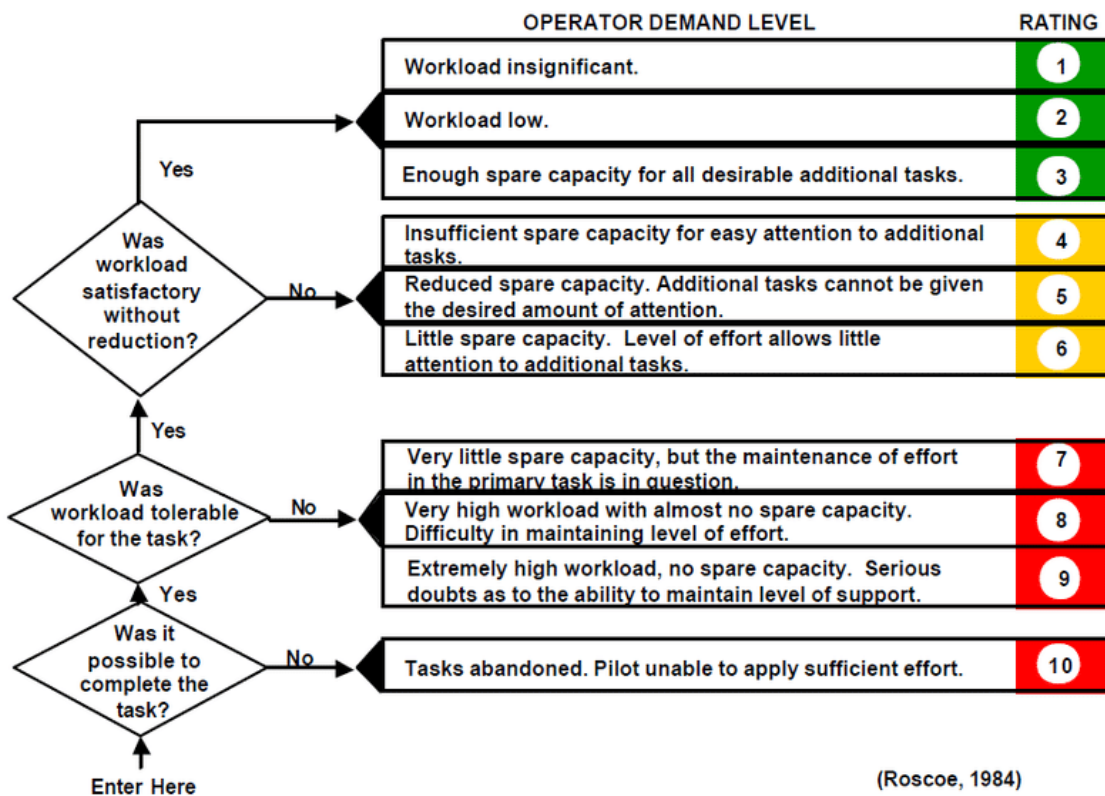 OPERATOR DEMAND LEVEL RATING
Workload insignificant. 1
Workload low. 2
Yes
Enough spare capacity for all desirable additional tasks. 3
Was
workload
satisfactory
without
reduction?
No
Insufficient spare capacity for easy attention to additional
tasks.
4
Reduced spare capacity. Additional tasks cannot be given
the desired amount of attention.
5
Little spare capacity. Level of effort allows little
attention to additional tasks.
6
Yes
Was
workload tolerable
for the task?
No
Very little spare capacity, but the maintenance of effort
in the primary task is in question.
7
Very high workload with almost no spare capacity.
Difficulty in maintaining level of effort.
8
Extremely high workload, no spare capacity. Serious
doubts as to the ability to maintain level of support.
9
Yes
Was it
possible to
complete the
task?
No
Tasks abandoned. Pilot unable to apply sufficient effort. 10
Enter Here
(Roscoe, 1984)